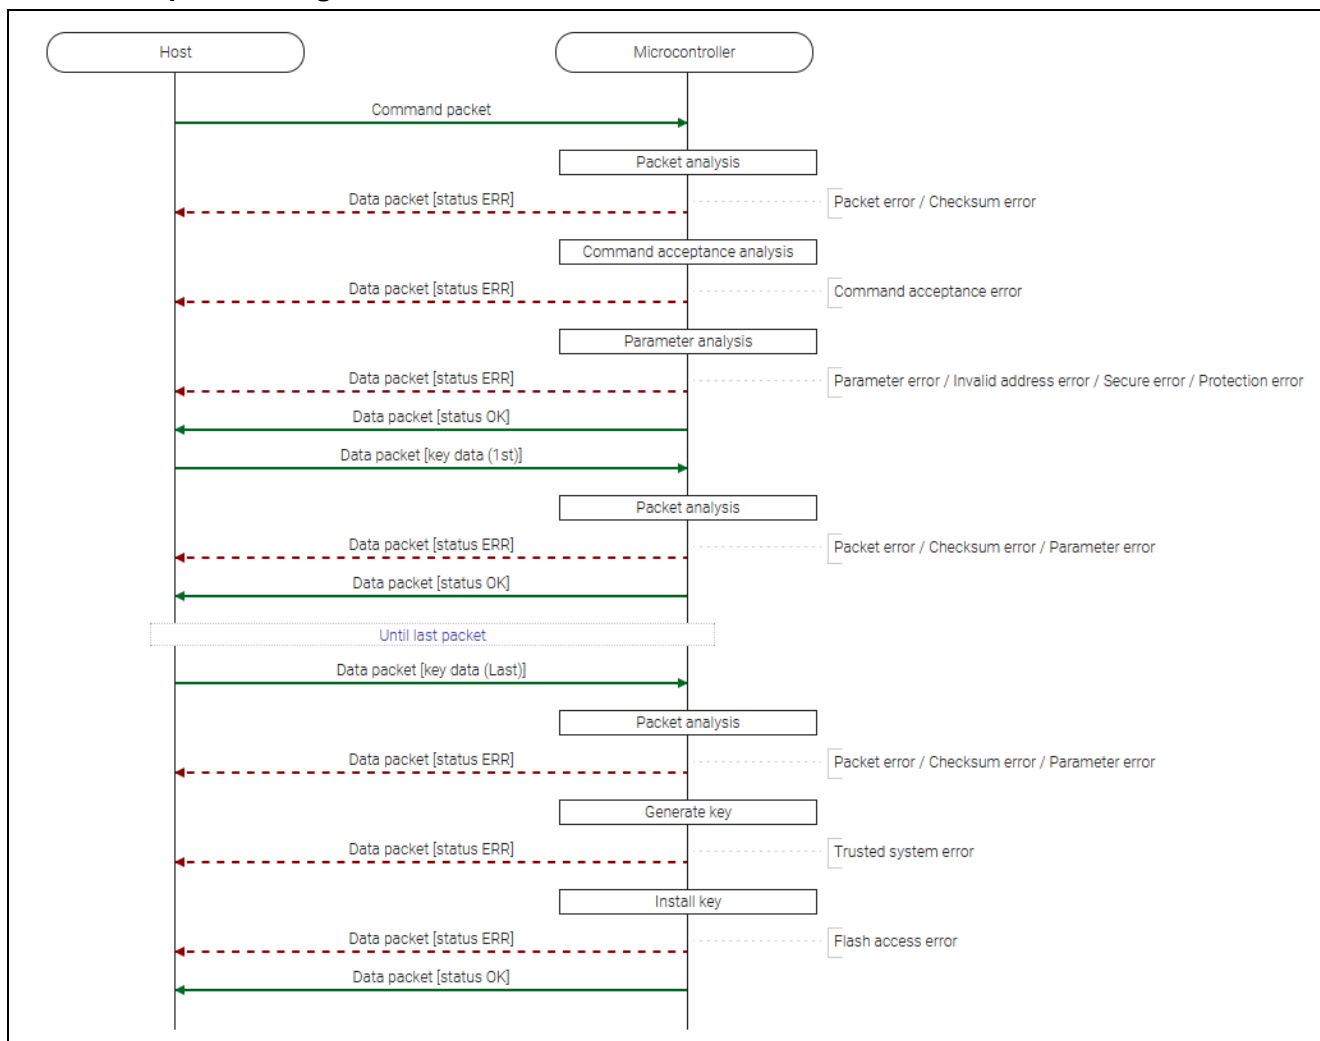 Host
Microcontroller
Command packet
Packet analysis
Data packet [status ERR]
Packet error / Checksum error
Command acceptance analysis
Data packet [status ERR]
Command acceptance error
Parameter analysis
Data packet [status ERR]
Parameter error / Invalid address error / Secure error / Protection error
Data packet [status OK]
Data packet [key data (1st)]
Packet analysis
Data packet [status ERR]
Packet error / Checksum error / Parameter error
Data packet [status OK]
Until last packet
Data packet [key data (Last)]
Packet analysis
Data packet [status ERR]
Packet error / Checksum error / Parameter error
Generate key
Data packet [status ERR]
Trusted system error
Install key
Data packet [status ERR]
Flash access error
Data packet [status OK]